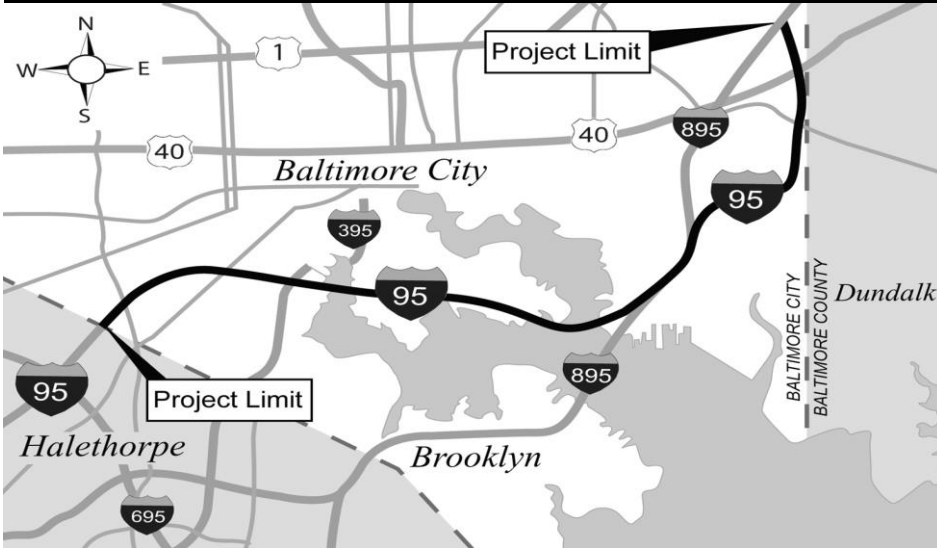 N
W
E
S
1
Project Limit
40
40
895
Baltimore City
95
395
95
BALTIMORE CITY
BALTIMORE COUNTY
Dundalk
895
95
Project Limit
Halethorpe
Brooklyn
695